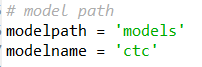 # model path
modelpath = 'models'
modelname = 'ctc'